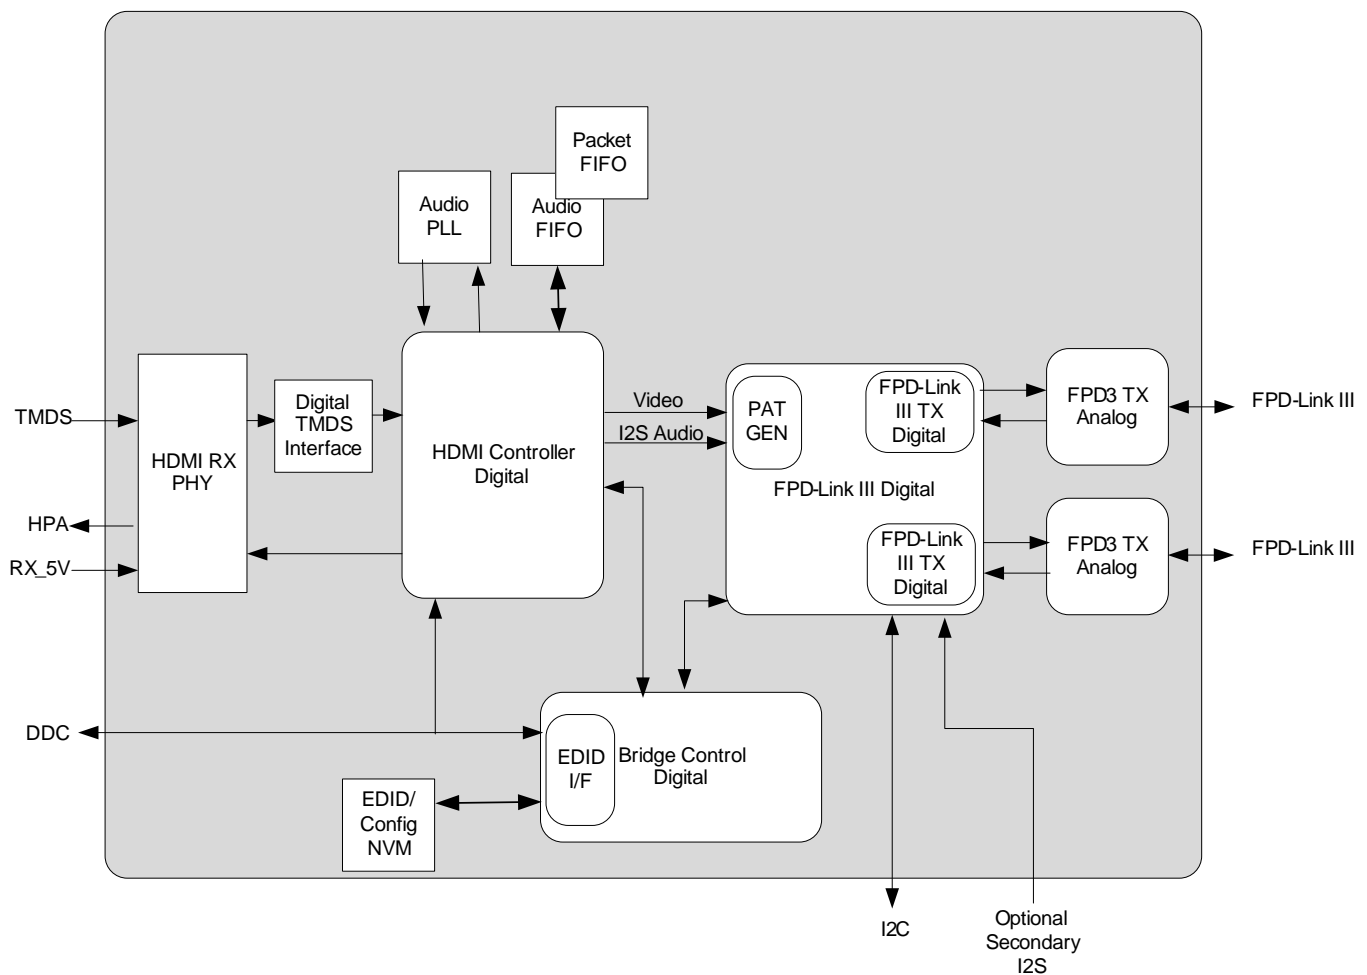 Packet
FIFO
Audio
PLL
Audio
FIFO
TMDS
HPA
RX_5V
HDMI RX
PHY
Digital
TMDS
Interface
HDMI Controller
Digital
Video
I2S Audio
PAT
GEN
FPD-Link
III TX
Digital
FPD-Link III Digital
FPD-Link
III TX
Digital
FPD3 TX
Analog
FPD-Link III
FPD3 TX
Analog
FPD-Link III
DDC
EDID
I/F
Bridge Control
Digital
EDID/
Config
NVM
I2C
Optional
Secondary
I2S